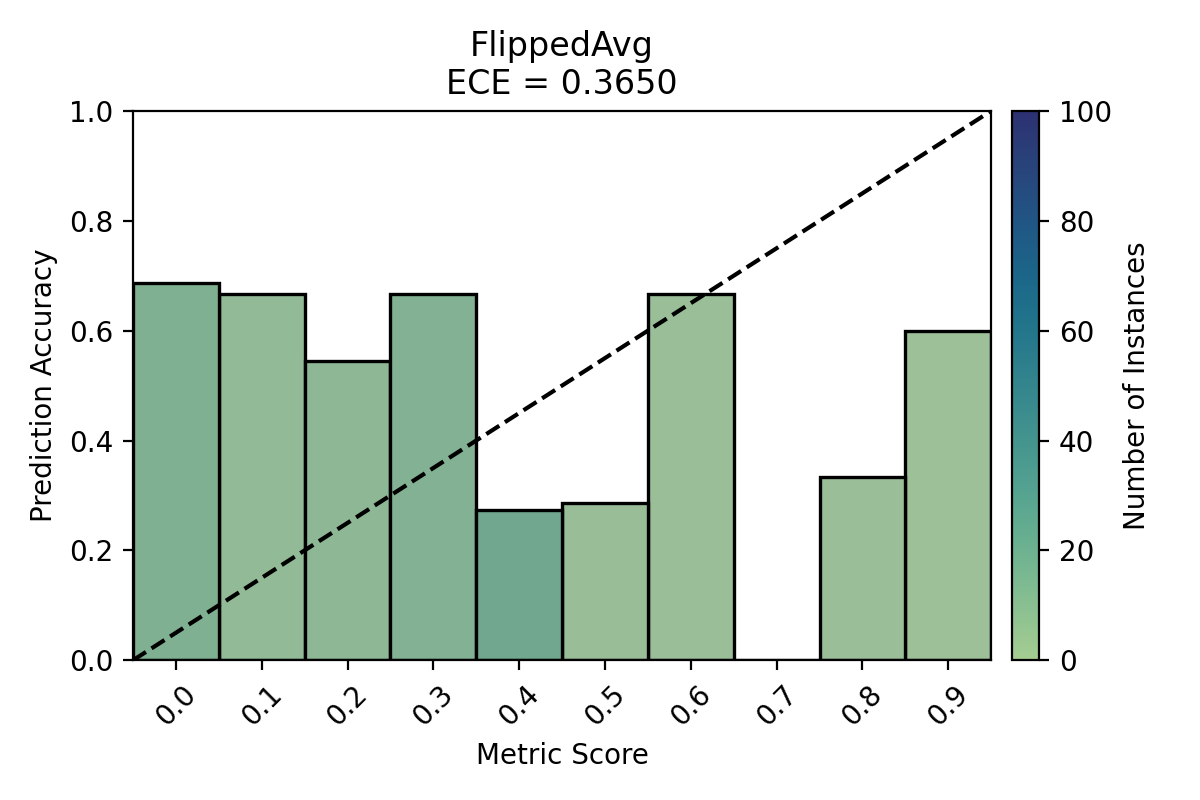 FlippedAvg
ECE = 0.3650
1.0
0.8
0.6
0.4
0.2
0.0
Prediction Accuracy
0.0 0.1 0.2 0.3 0.4 0.5 0.6 0.7 0.8 0.9
Metric Score
100
80
60
40
20
0
Number of Instances